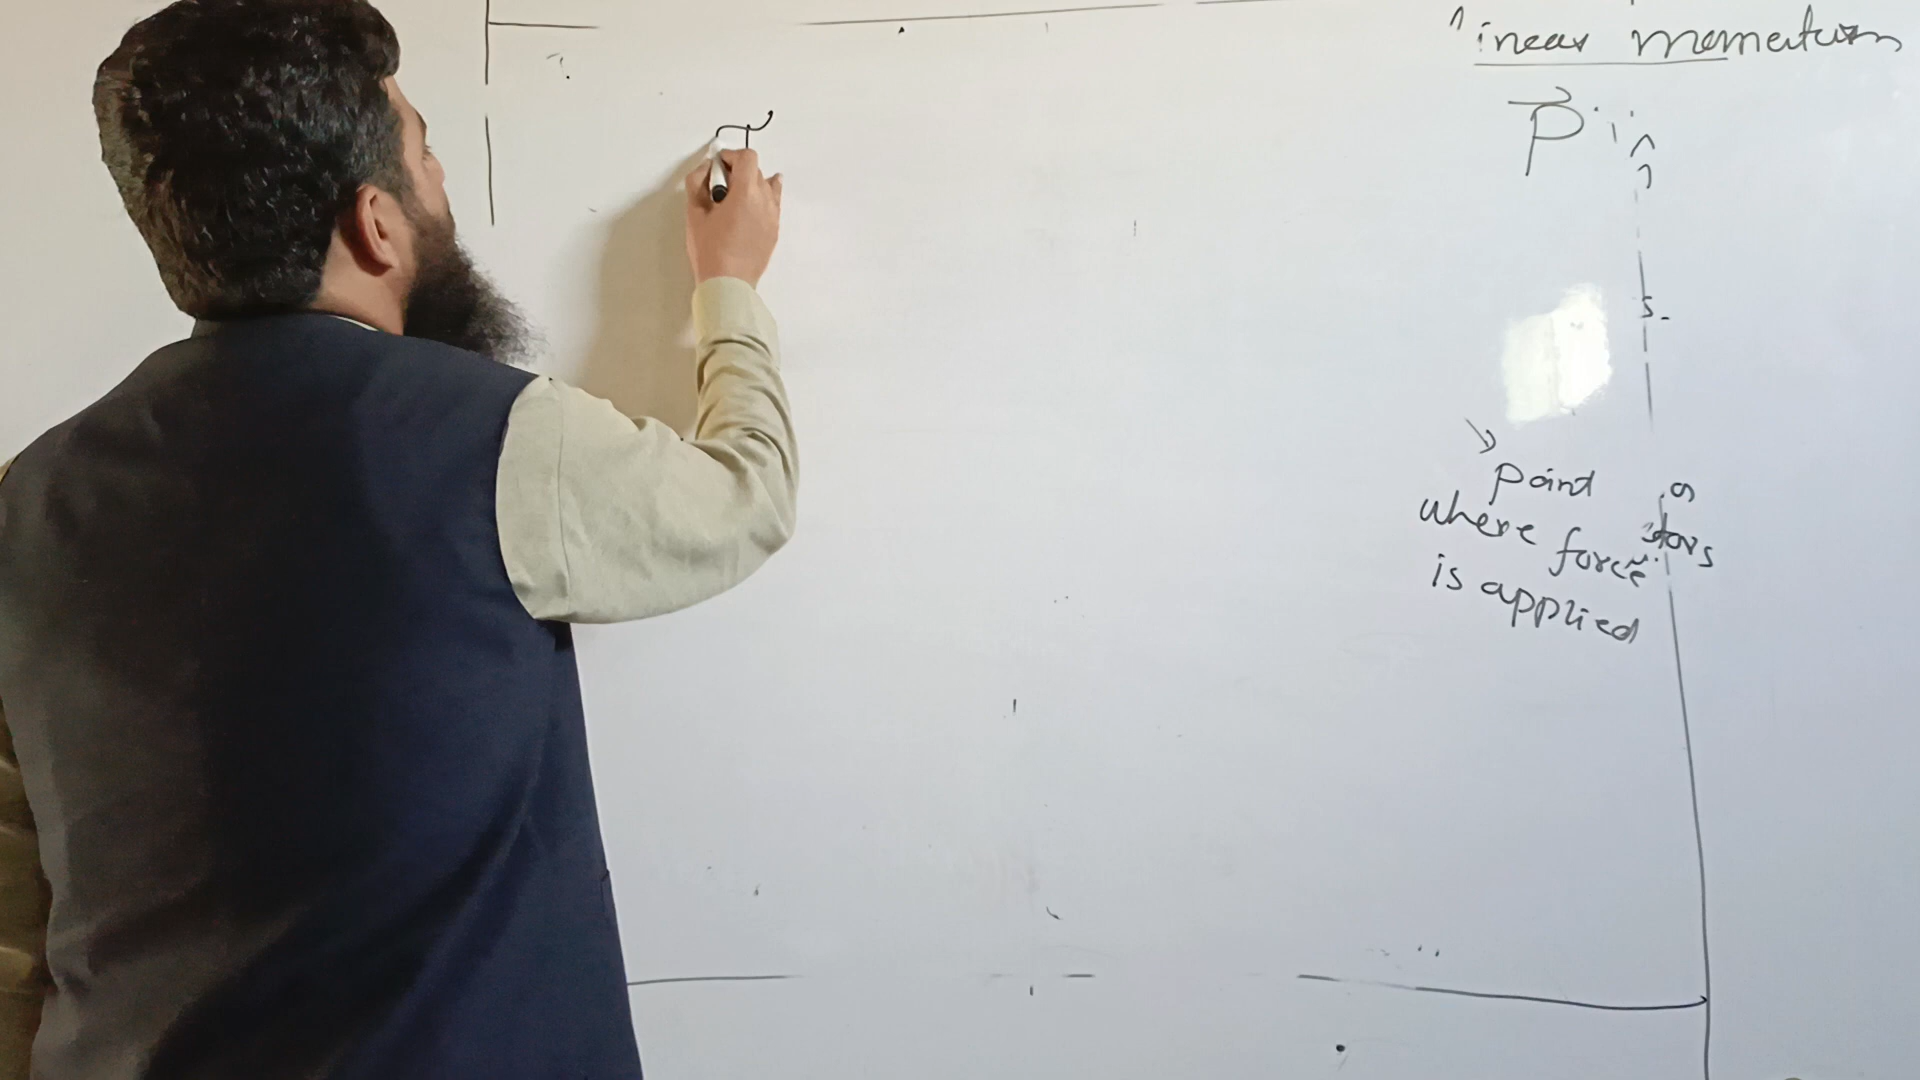 inear momentum
P
point
where force
is applied